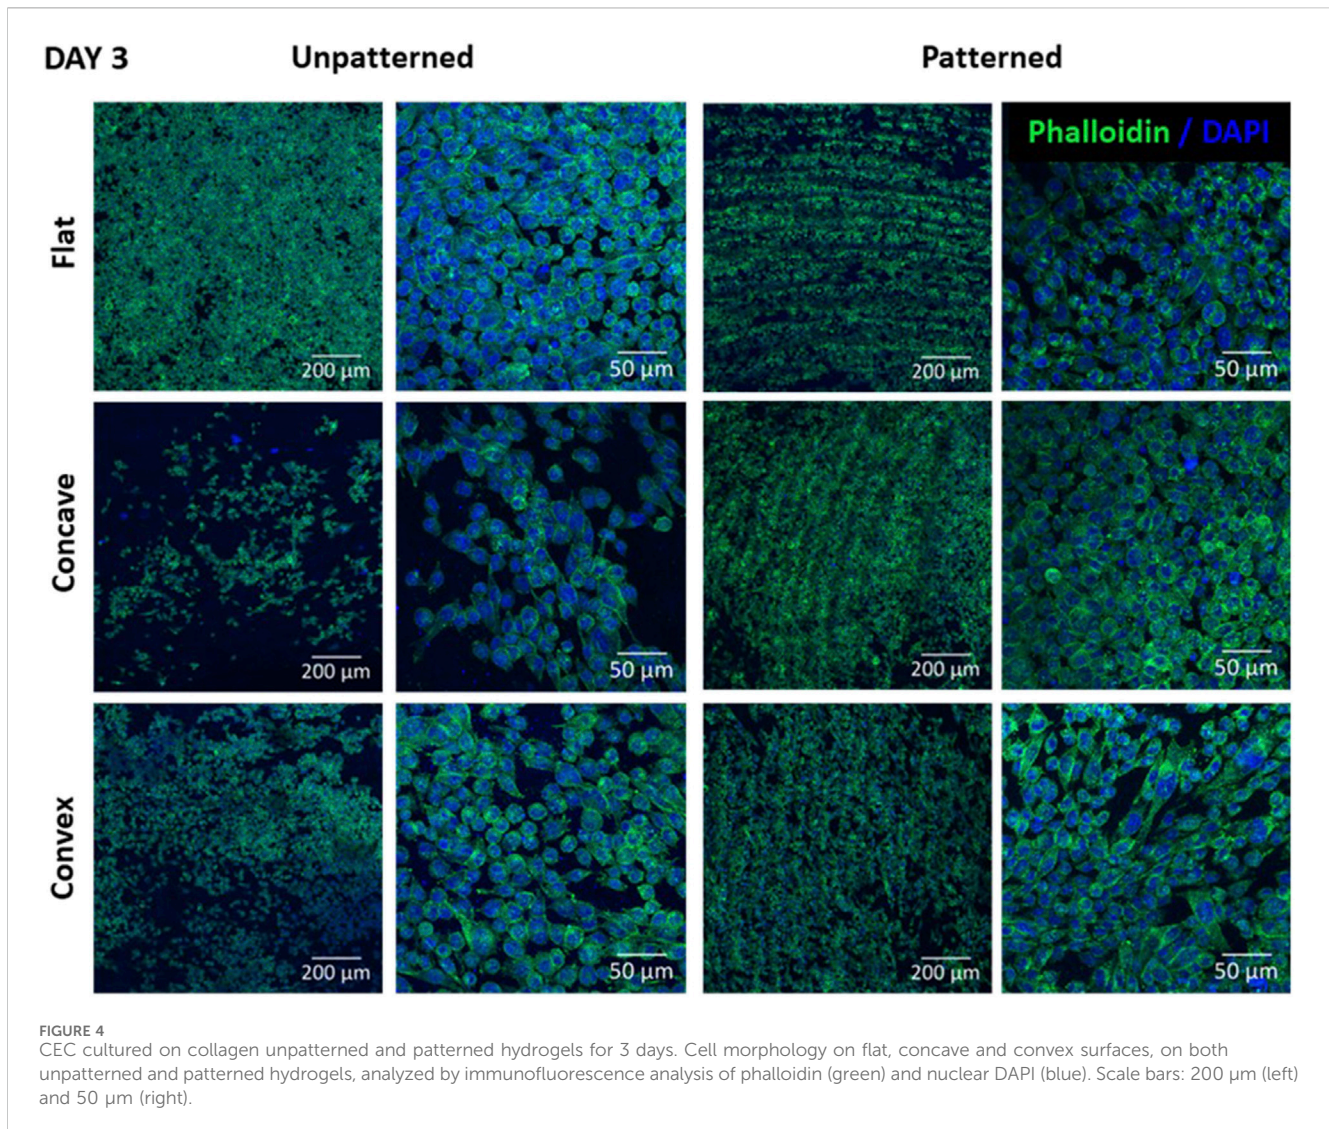 DAY 3
Unpatterned
Patterned
Phalloidin / DAPI
Flat
200 µm
50 µm
200 µm
50 µm
Concave
200 µm
50 µm
200 µm
50 µm
Convex
200 µm
50 µm
200 µm
50 µm
FIGURE 4
CEC cultured on collagen unpatterned and patterned hydrogels for 3 days. Cell morphology on flat, concave and convex surfaces, on both
unpatterned and patterned hydrogels, analyzed by immunofluorescence analysis of phalloidin (green) and nuclear DAPI (blue). Scale bars: 200 µm (left)
and 50 µm (right).